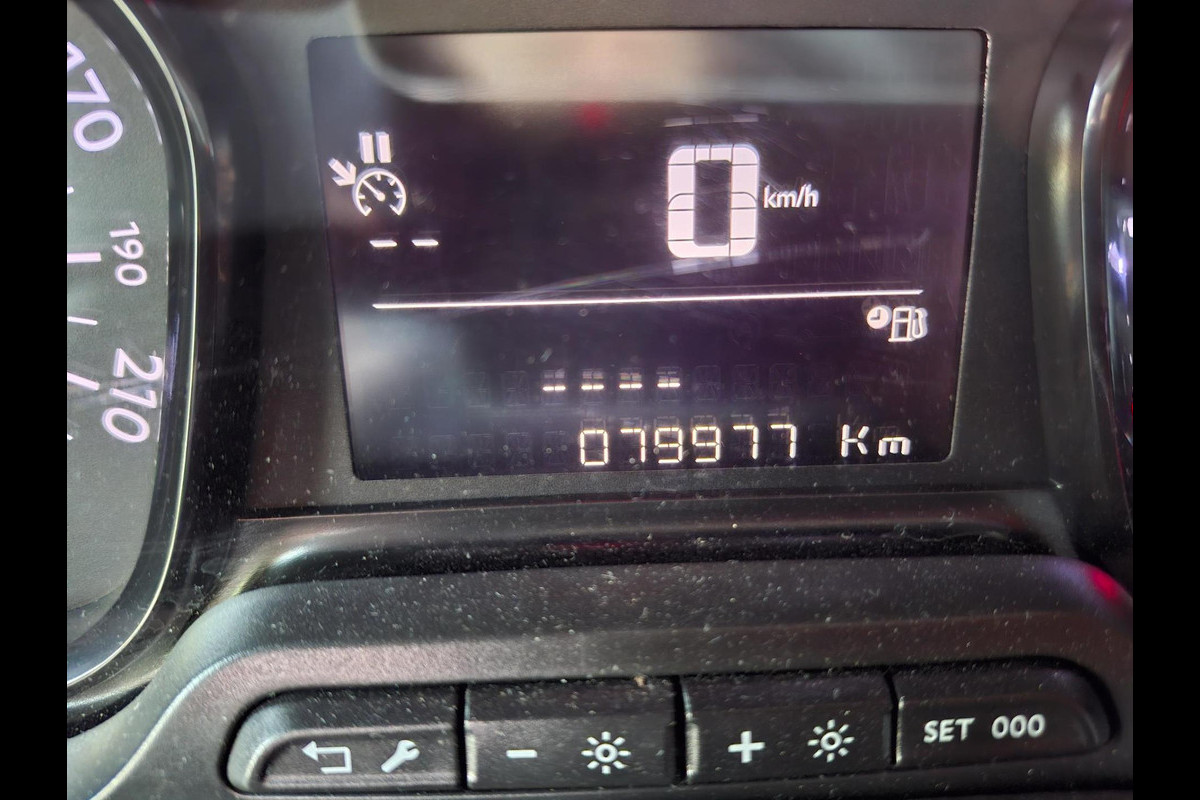 170
190
210
0 km/h
-- --
----
079977 Km
- 
+
SET 000